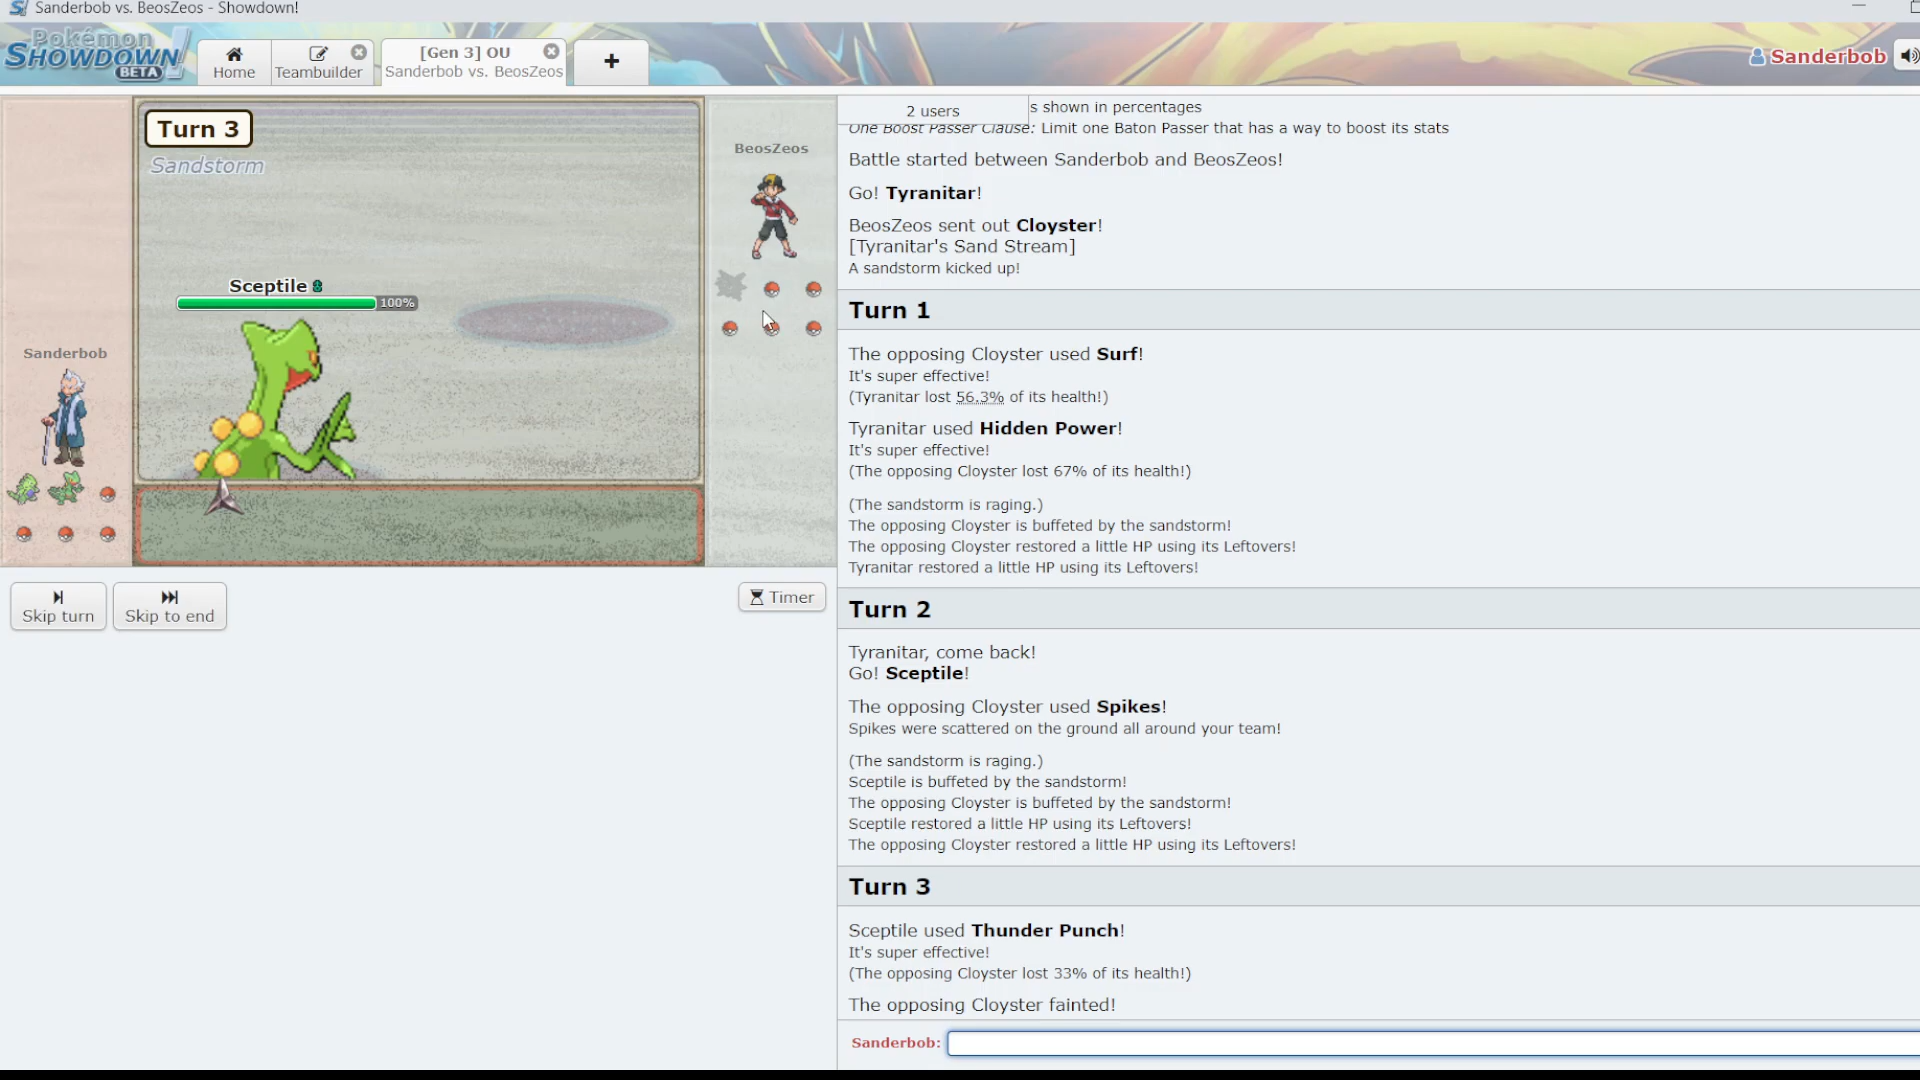 Sanderbob vs. BeosZeos - Showdown!
Pokémon
SHOWDOWN!
BETA
Home
Teambuilder
[Gen 3] OU
Sanderbob vs. BeosZeos
Sanderbob
Turn 3
Sandstorm
Sceptile
100%
BeosZeos
Sanderbob
Skip turn
Skip to end
Timer
2 users
s shown in percentages
One Boost Passer Clause: Limit one Baton Passer that has a way to boost its stats
Battle started between Sanderbob and BeosZeos!
Go! Tyranitar!
BeosZeos sent out Cloyster!
[Tyranitar's Sand Stream]
A sandstorm kicked up!
Turn 1
The opposing Cloyster used Surf!
It's super effective!
(Tyranitar lost 56.3% of its health!)
Tyranitar used Hidden Power!
It's super effective!
(The opposing Cloyster lost 67% of its health!)
(The sandstorm is raging.)
The opposing Cloyster is buffeted by the sandstorm!
The opposing Cloyster restored a little HP using its Leftovers!
Tyranitar restored a little HP using its Leftovers!
Turn 2
Tyranitar, come back!
Go! Sceptile!
The opposing Cloyster used Spikes!
Spikes were scattered on the ground all around your team!
(The sandstorm is raging.)
Sceptile is buffeted by the sandstorm!
The opposing Cloyster is buffeted by the sandstorm!
Sceptile restored a little HP using its Leftovers!
The opposing Cloyster restored a little HP using its Leftovers!
Turn 3
Sceptile used Thunder Punch!
It's super effective!
(The opposing Cloyster lost 33% of its health!)
The opposing Cloyster fainted!
Sanderbob: